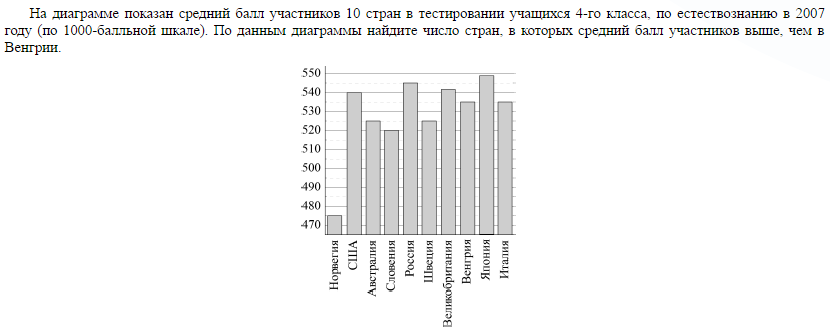 На диаграмме показан средний балл участников 10 стран в тестировании учащихся 4-го класса, по естествознанию в 2007
году (по 1000-балльной шкале). По данным диаграммы найдите число стран, в которых средний балл участников выше, чем в
Венгрии.
550
540
530
520
510
500
490
480
470
Норвегия
США
Австралия
Словения
Россия
Швеция
Великобритания
Венгрия
Япония
Италия